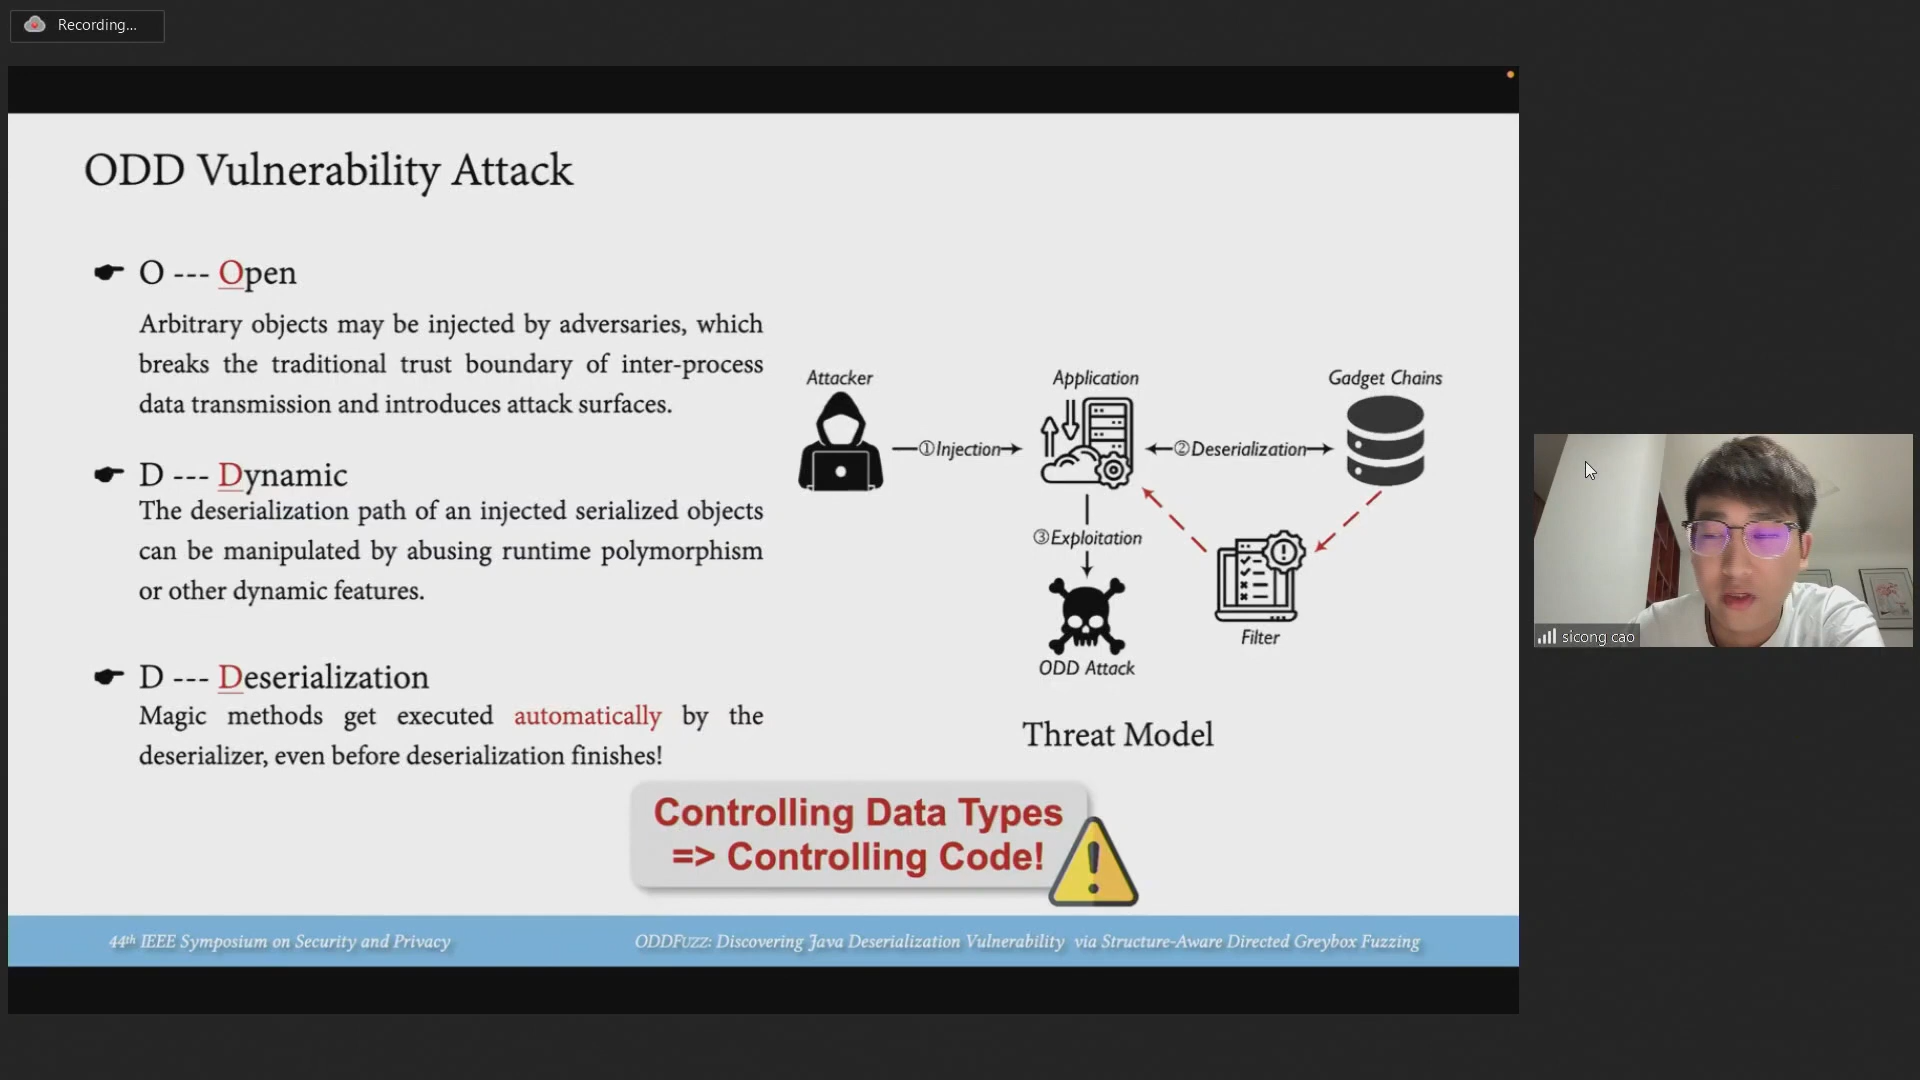 Recording...
ODD Vulnerability Attack
O --- Open
Arbitrary objects may be injected by adversaries, which
breaks the traditional trust boundary of inter-process
data transmission and introduces attack surfaces.
D --- Dynamic
The deserialization path of an injected serialized objects
can be manipulated by abusing runtime polymorphism
or other dynamic features.
D --- Deserialization
Magic methods get executed automatically by the
deserializer, even before deserialization finishes!
Attacker
Application
Gadget Chains
①Injection
②Deserialization
③Exploitation
Filter
ODD Attack
Threat Model
Controlling Data Types
=> Controlling Code!
44th IEEE Symposium on Security and Privacy
ODDFUZZ: Discovering Java Deserialization Vulnerability via Structure-Aware Directed Greybox Fuzzing
sicong cao